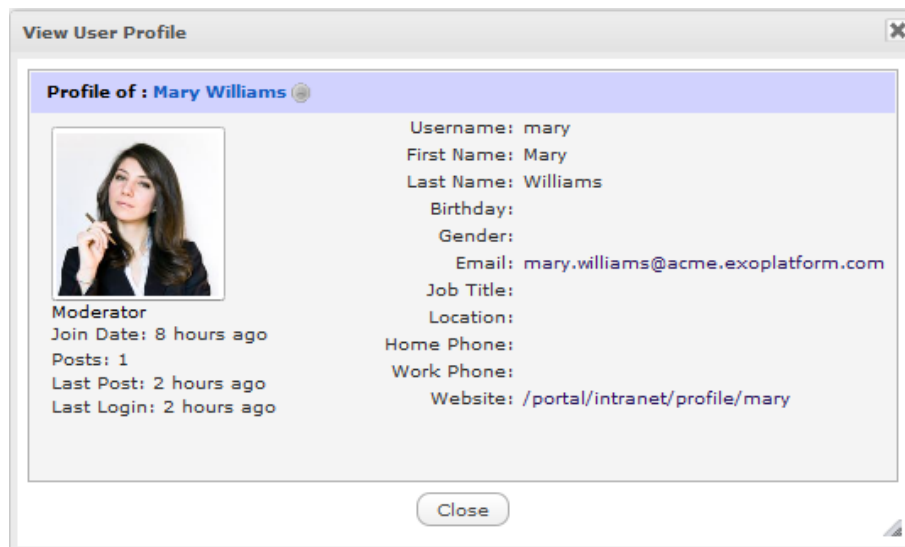 View User Profile
Profile of : Mary Williams
Username: mary
First Name: Mary
Last Name: Williams
Birthday:
Gender:
Email: mary.williams@acme.exoplatform.com
Job Title:
Location:
Home Phone:
Work Phone:
Website: /portal/intranet/profile/mary
Moderator
Join Date: 8 hours ago
Posts: 1
Last Post: 2 hours ago
Last Login: 2 hours ago
Close